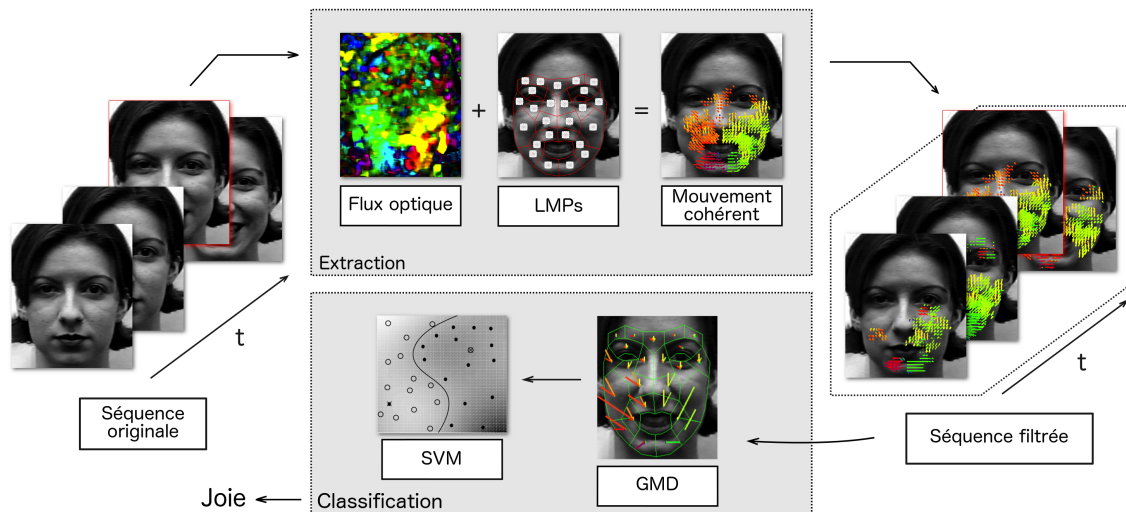 Flux optique
+
LMPs
=
Mouvement
cohérent
Extraction
t
Séquence
originale
t
Séquence filtrée
SVM
GMD
Classification
Joie